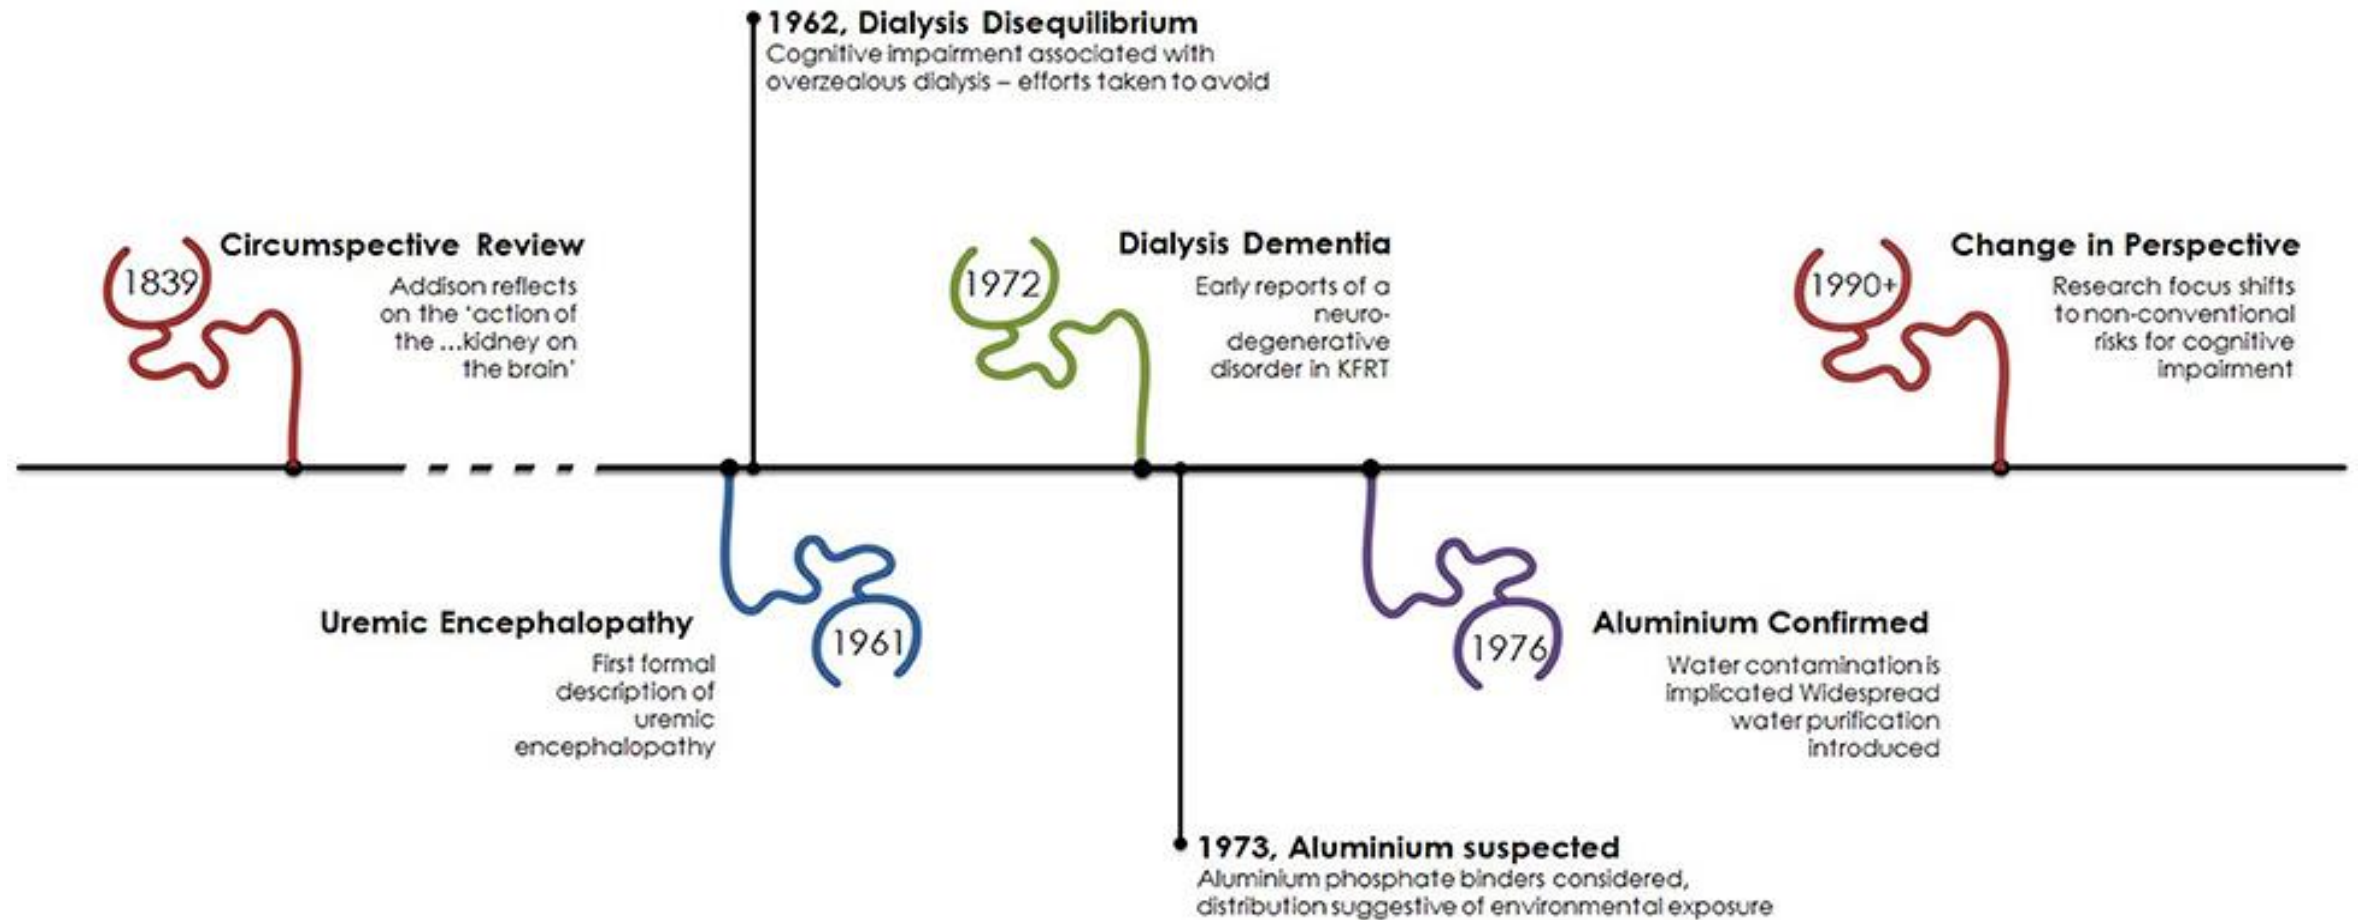 1962, Dialysis Disequilibrium
Cognitive impairment associated with
overzealous dialysis – efforts taken to avoid
1839
Circumspective Review
Addison reflects
on the 'action of
the ...kidney on
the brain'
1972
Dialysis Dementia
Early reports of a
neuro-
degenerative
disorder in KFRT
1990+
Change in Perspective
Research focus shifts
to non-conventional
risks for cognitive
impairment
Uremic Encephalopathy
First formal
description of
uremic
encephalopathy
1961
1976
Aluminium Confirmed
Water contamination is
implicated Widespread
water purification
introduced
1973, Aluminium suspected
Aluminium phosphate binders considered,
distribution suggestive of environmental exposure